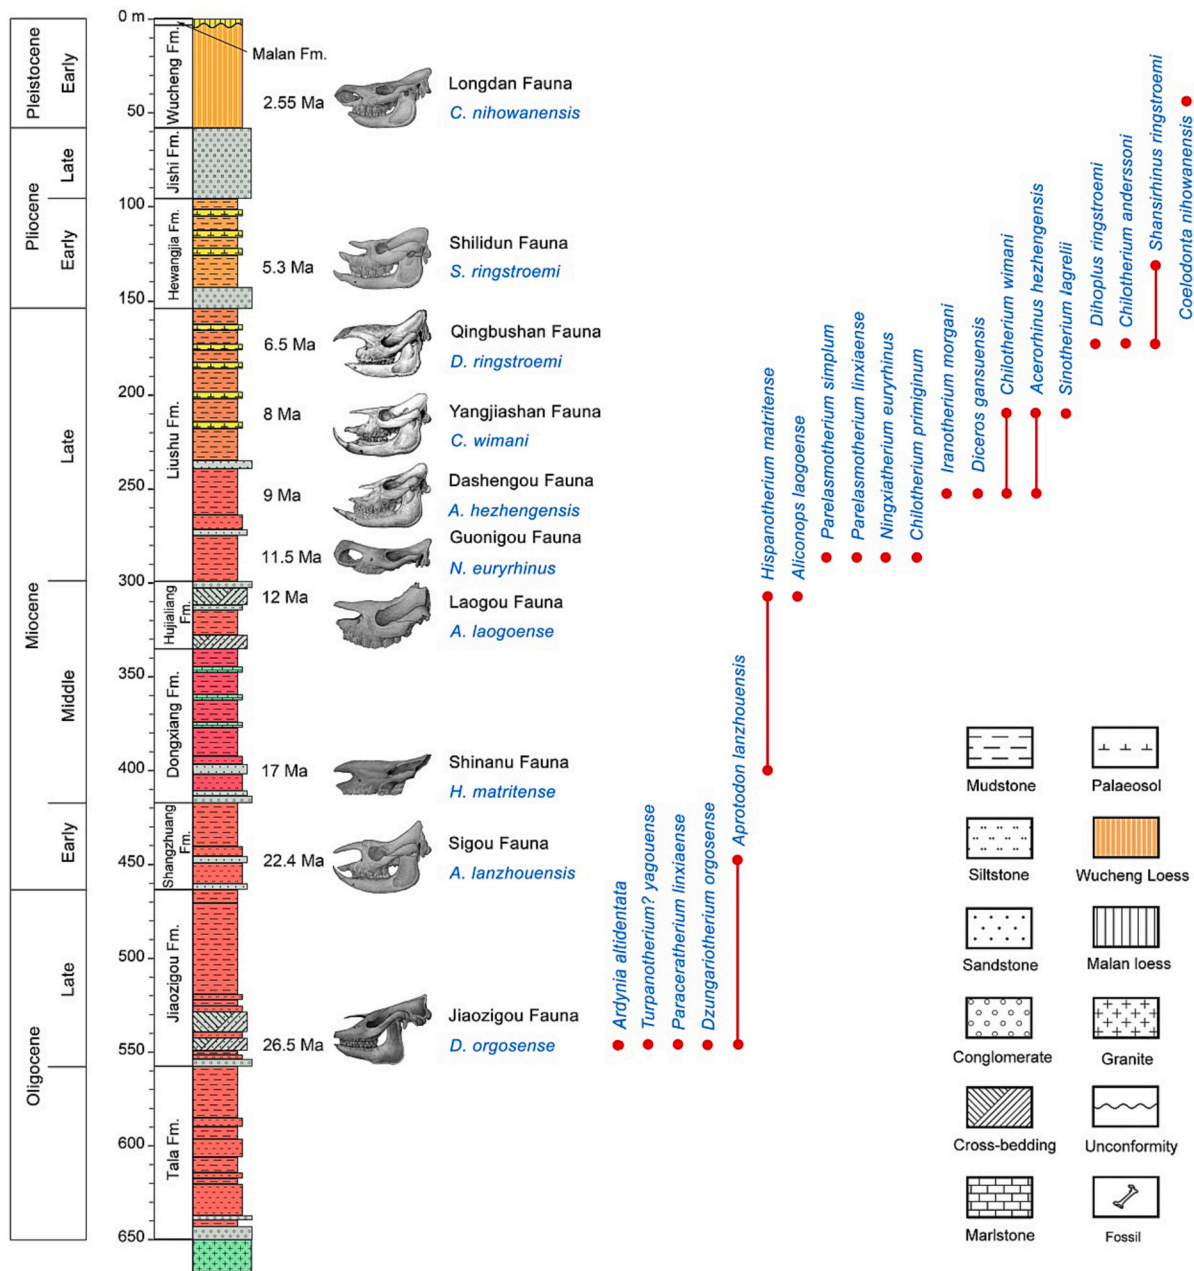 0 m
50
100
150
200
250
300
350
400
450
500
550
600
650
Pleistocene
Early
Pliocene
Late
Early
Miocene
Late
Middle
Early
Oligocene
Late
Wucheng Fm.
Jishi Fm.
Hewangjia Fm.
Liushu Fm.
Hujialiang
Fm.
Dongxiang Fm.
Shangzhuang
Fm.
Jiaozigou Fm.
Tala Fm.
Malan Fm.
2.55 Ma
Longdan Fauna
C. nihowanensis
5.3 Ma
Shilidun Fauna
S. ringstroemi
6.5 Ma
Qingbushan Fauna
D. ringstroemi
8 Ma
Yangjiashan Fauna
C. wimani
9 Ma
Dashengou Fauna
A. hezhengensis
11.5 Ma
Guonigou Fauna
N. euryrhinus
12 Ma
Laogou Fauna
A. laogoense
17 Ma
Shinanu Fauna
H. matritense
22.4 Ma
Sigou Fauna
A. lanzhouensis
26.5 Ma
Jiaozigou Fauna
D. orgosense
Ardynia altidentata
Turpanotherium? yagouense
Paraceratherium linxiaense
Dzungariotherium orgosense
Aprotodon lanzhouensis
Hispanotherium matritense
Aliconops laogoense
Parelasmotherium simplum
Parelasmotherium linxiaense
Ningxiatherium euryrhinus
Chilotherium primiginum
Iranotherium morgani
Diceros gansuensis
Chilotherium wimani
Acerorhinus hezhengensis
Sinotherium lagrelii
Dihoplus ringstroemi
Chilotherium anderssoni
Shansirhinus ringstroemi
Coelodonta nihowanensis
Mudstone
Palaeosol
Siltstone
Wucheng Loess
Sandstone
Malan loess
Conglomerate
Granite
Cross-bedding
Unconformity
Marlstone
Fossil